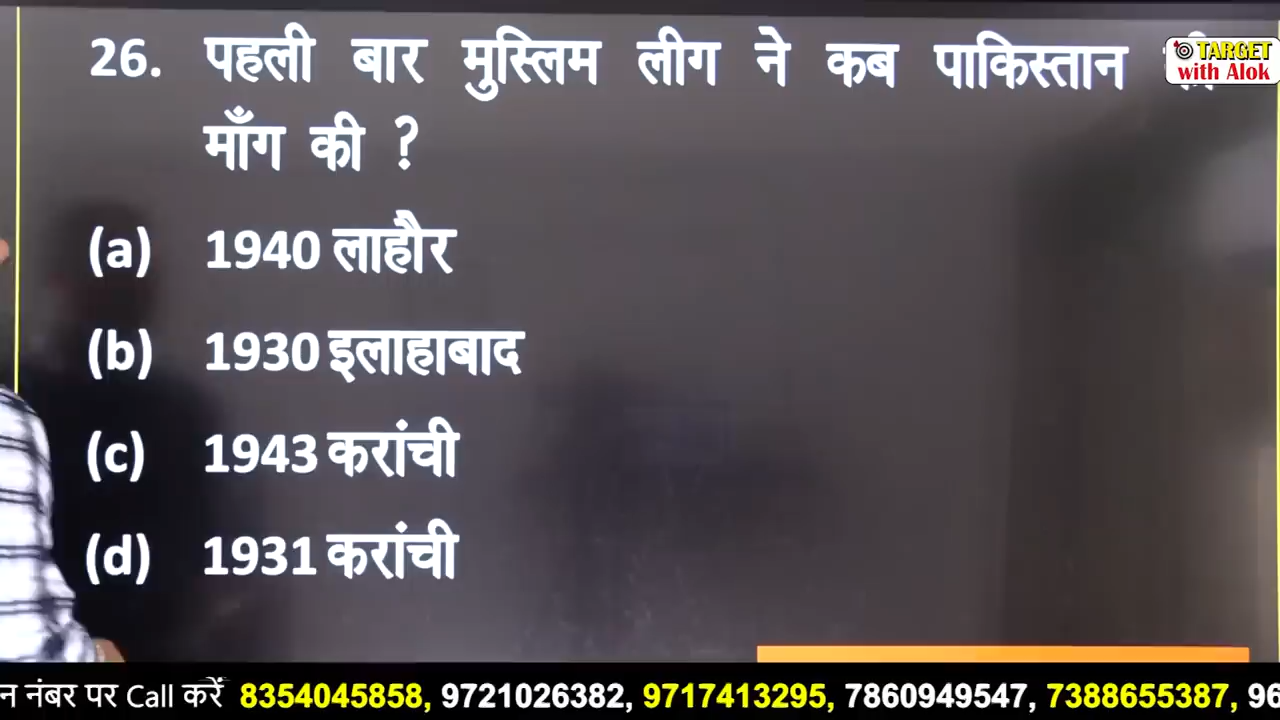 26. पहली बार मुस्लिम लीग ने कब पाकिस्तान
TARGET
with Alok
माँग की ?
(a) 1940 लाहौर
(b) 1930 इलाहाबाद
(c) 1943 करांची
(d) 1931 करांची
न नंबर पर Call करें 8354045858, 9721026382, 9717413295, 7860949547, 7388655387, 96